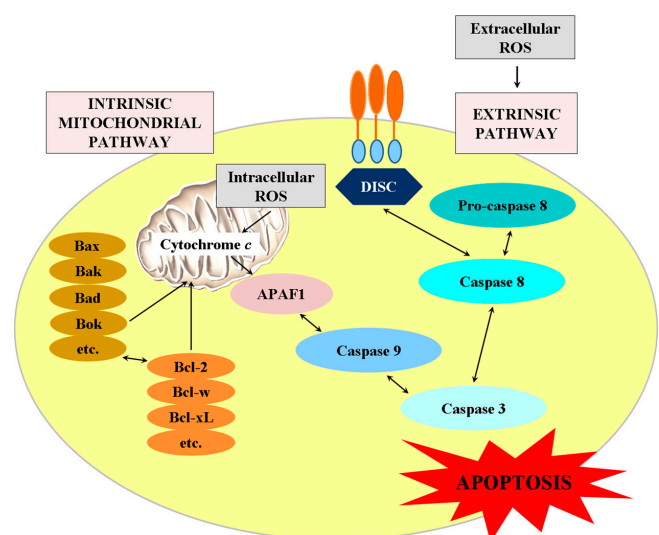 Extracellular
ROS
INTRINSIC
MITOCHONDRIAL
PATHWAY
EXTRINSIC
PATHWAY
Intracellular
ROS
DISC
Pro-caspase 8
Cytochrome c
Bax
Bak
Bad
Bok
etc.
APAF1
Caspase 8
Caspase 9
Bcl-2
Bcl-w
Bcl-xL
etc.
Caspase 3
APOPTOSIS